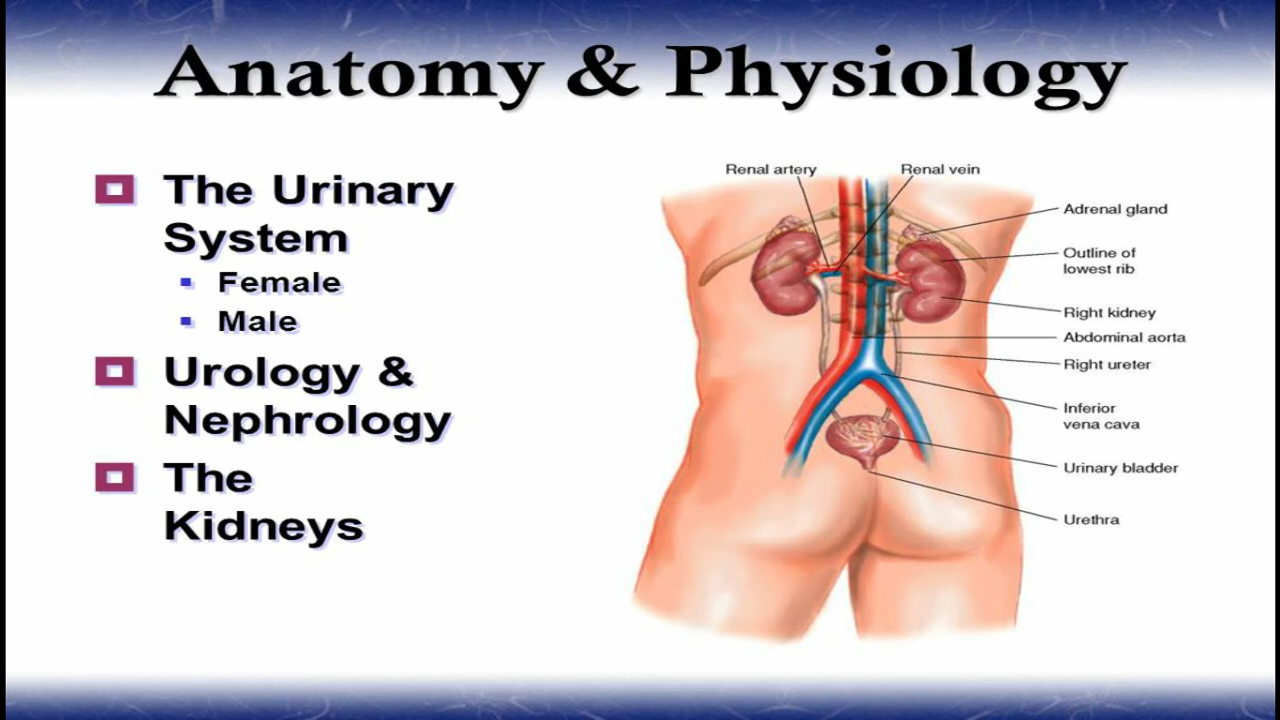 Anatomy & Physiology
The Urinary
System
Female
Male
Urology &
Nephrology
The
Kidneys
Renal artery
Renal vein
Adrenal gland
Outline of
lowest rib
Right kidney
Abdominal aorta
Right ureter
Inferior
vena cava
Urinary bladder
Urethra